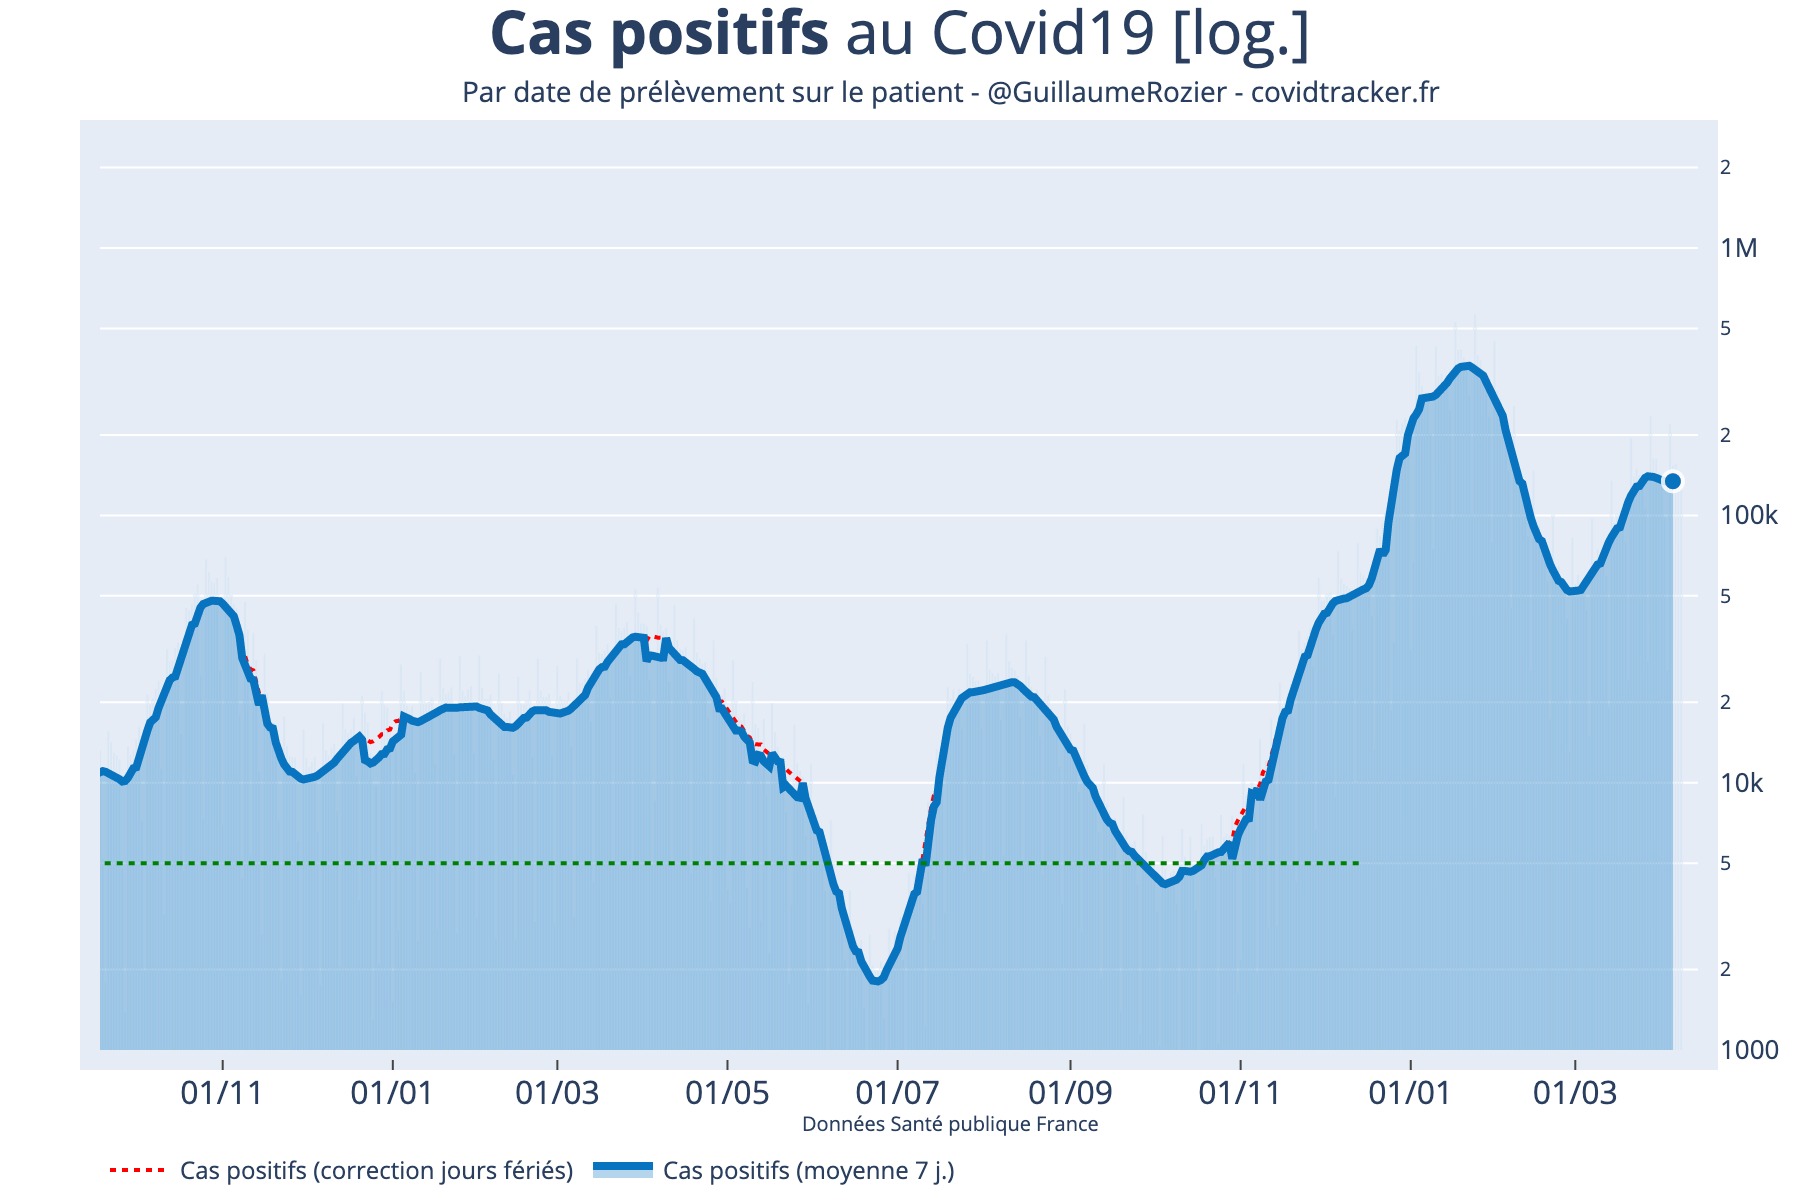 Cas positifs au Covid19 [log.]
Par date de prélèvement sur le patient - @GuillaumeRozier - covidtracker.fr
2
1M
5
2
100k
5
2
10k
5
2
1000
01/11 01/01 01/03 01/05 01/07 01/09 01/11 01/01 01/03
Données Santé publique France
Cas positifs (correction jours fériés) Cas positifs (moyenne 7 j.)